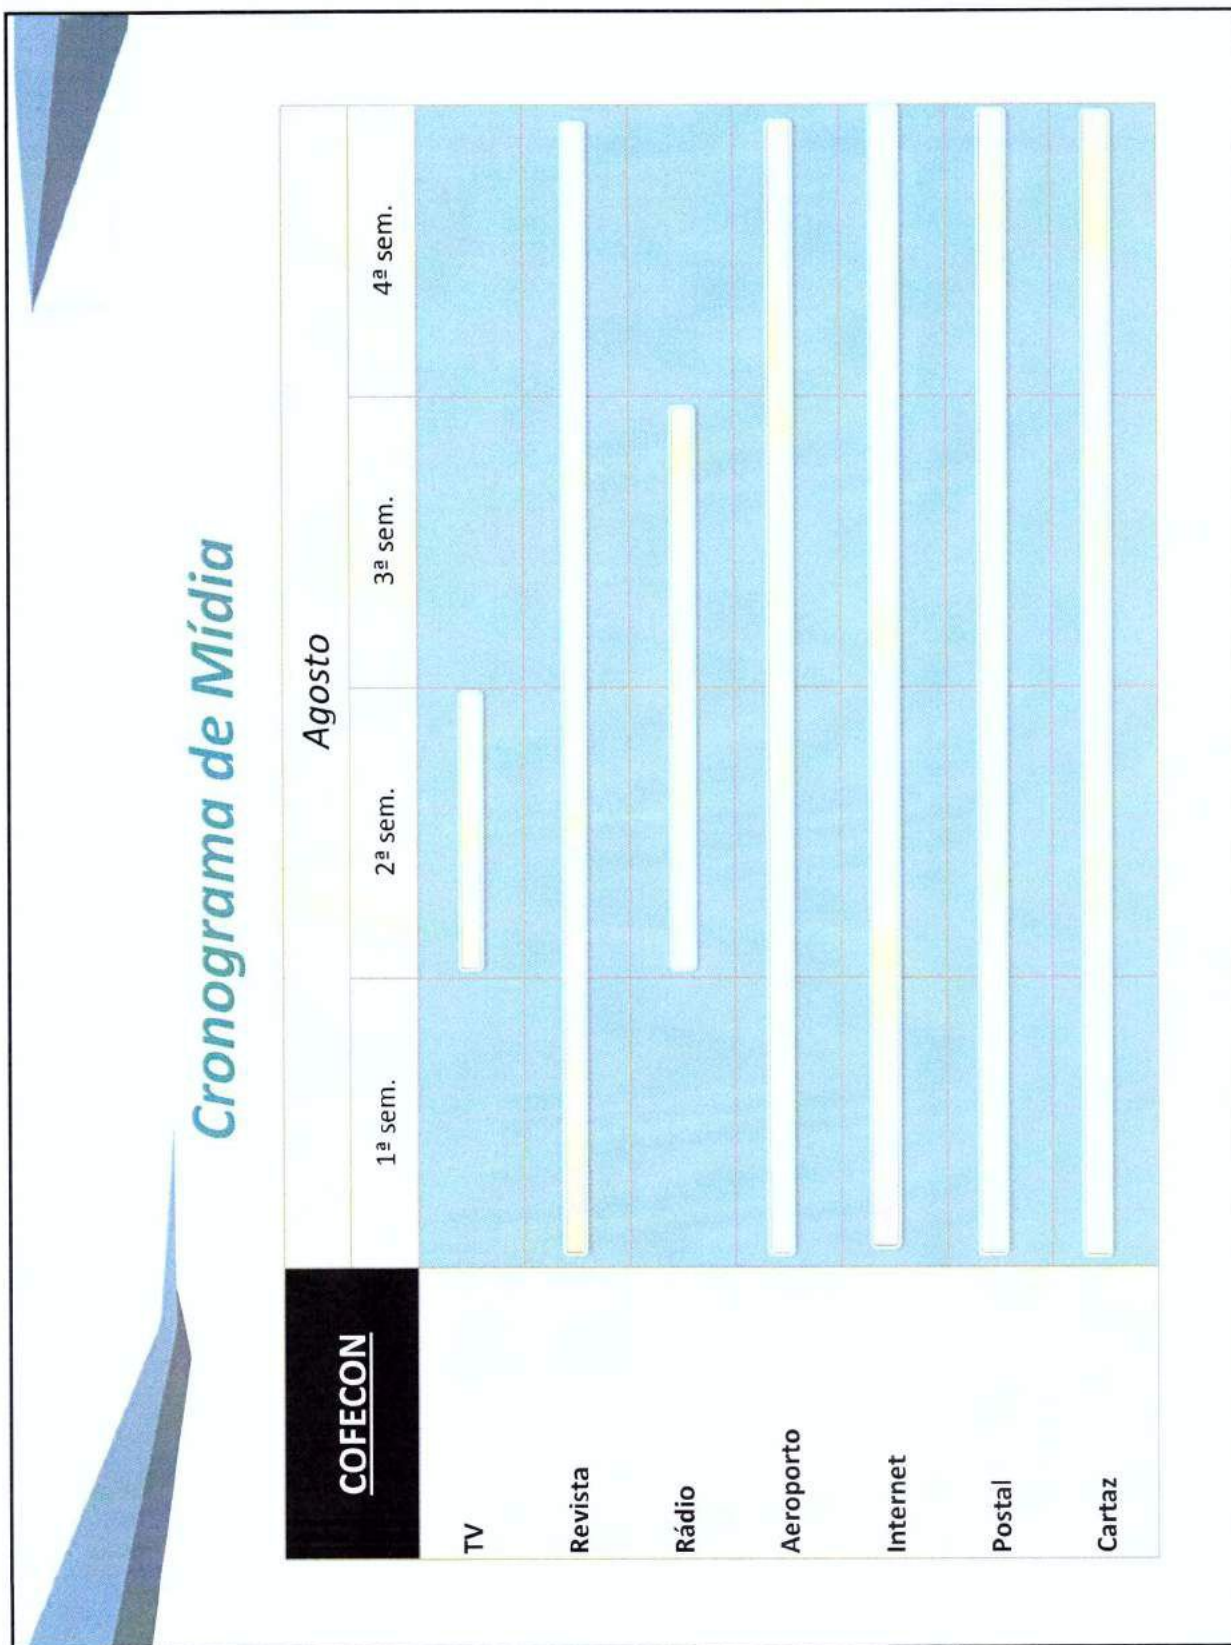 Cronograma de Mídia
COFECON
Agosto
1ª sem.
2ª sem.
3ª sem.
4ª sem.
TV
Revista
Rádio
Aeroporto
Internet
Postal
Cartaz